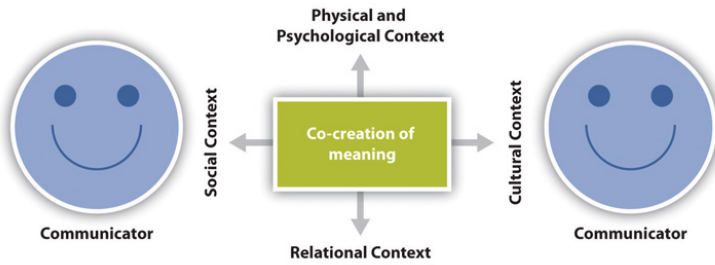 Physical and
Psychological Context
Social Context
Co-creation of
meaning
Cultural Context
Communicator
Relational Context
Communicator